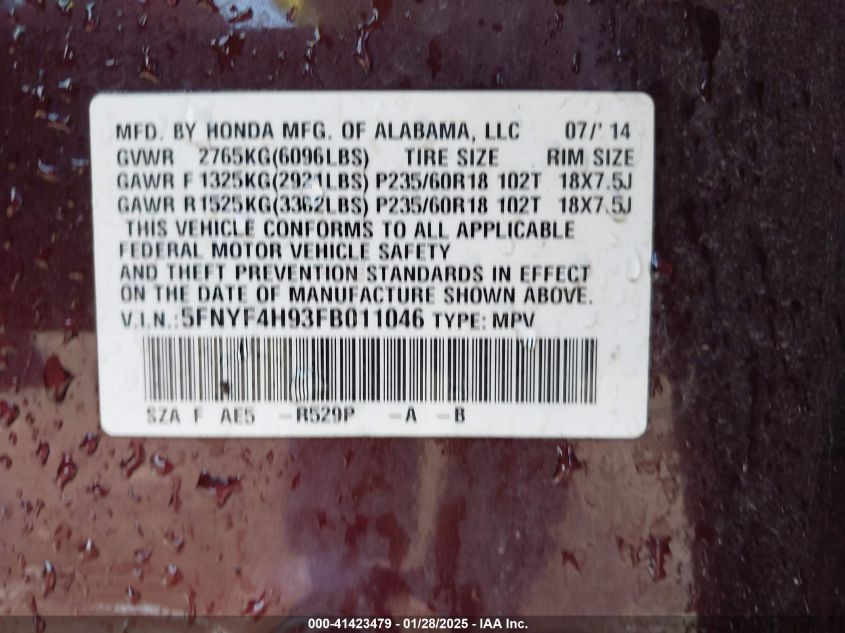 MFD. BY HONDA MFG. OF ALABAMA, LLC 07/'14
GVWR 2765KG(6096LBS) TIRE SIZE RIM SIZE
GAWR F 1325KG(2921LBS) P235/60R18 102T 18X7.5J
GAWR R 1525KG(3362LBS) P235/60R18 102T 18X7.5J
THIS VEHICLE CONFORMS TO ALL APPLICABLE
FEDERAL MOTOR VEHICLE SAFETY
AND THEFT PREVENTION STANDARDS IN EFFECT
ON THE DATE OF MANUFACTURE SHOWN ABOVE.
V.I.N.:5FNYF4H93FB011046 TYPE: MPV
SZA F AE5 -R529P -A -B
000-41423479 | 01/28/2025 - IAA Inc.